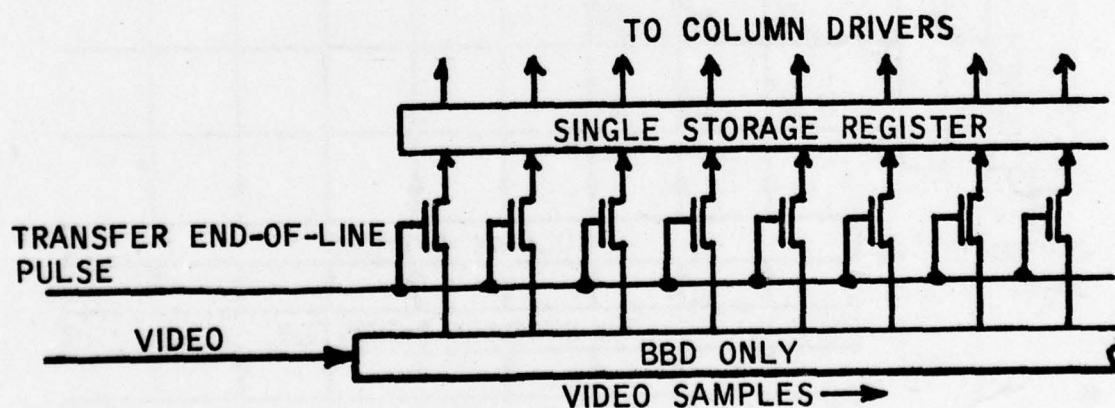 TO COLUMN DRIVERS
SINGLE STORAGE REGISTER
TRANSFER END-OF-LINE
PULSE
VIDEO
BBD ONLY
VIDEO SAMPLES